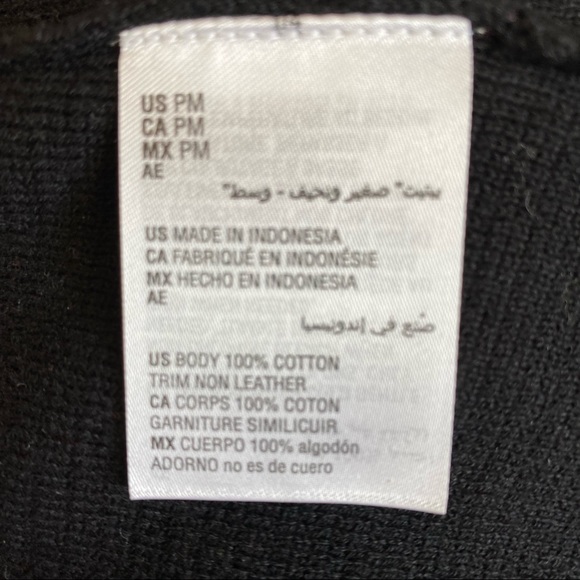 US PM
CA PM
MX PM
AE
بيتيت" صغير ونحيف - وسط"
US MADE IN INDONESIA
CA FABRIQUÉ EN INDONÉSIE
MX HECHO EN INDONESIA
AE
صُنع في إندونيسيا
US BODY 100% COTTON
TRIM NON LEATHER
CA CORPS 100% COTON
GARNITURE SIMILICUIR
MX CUERPO 100% algodón
ADORNO no es de cuero